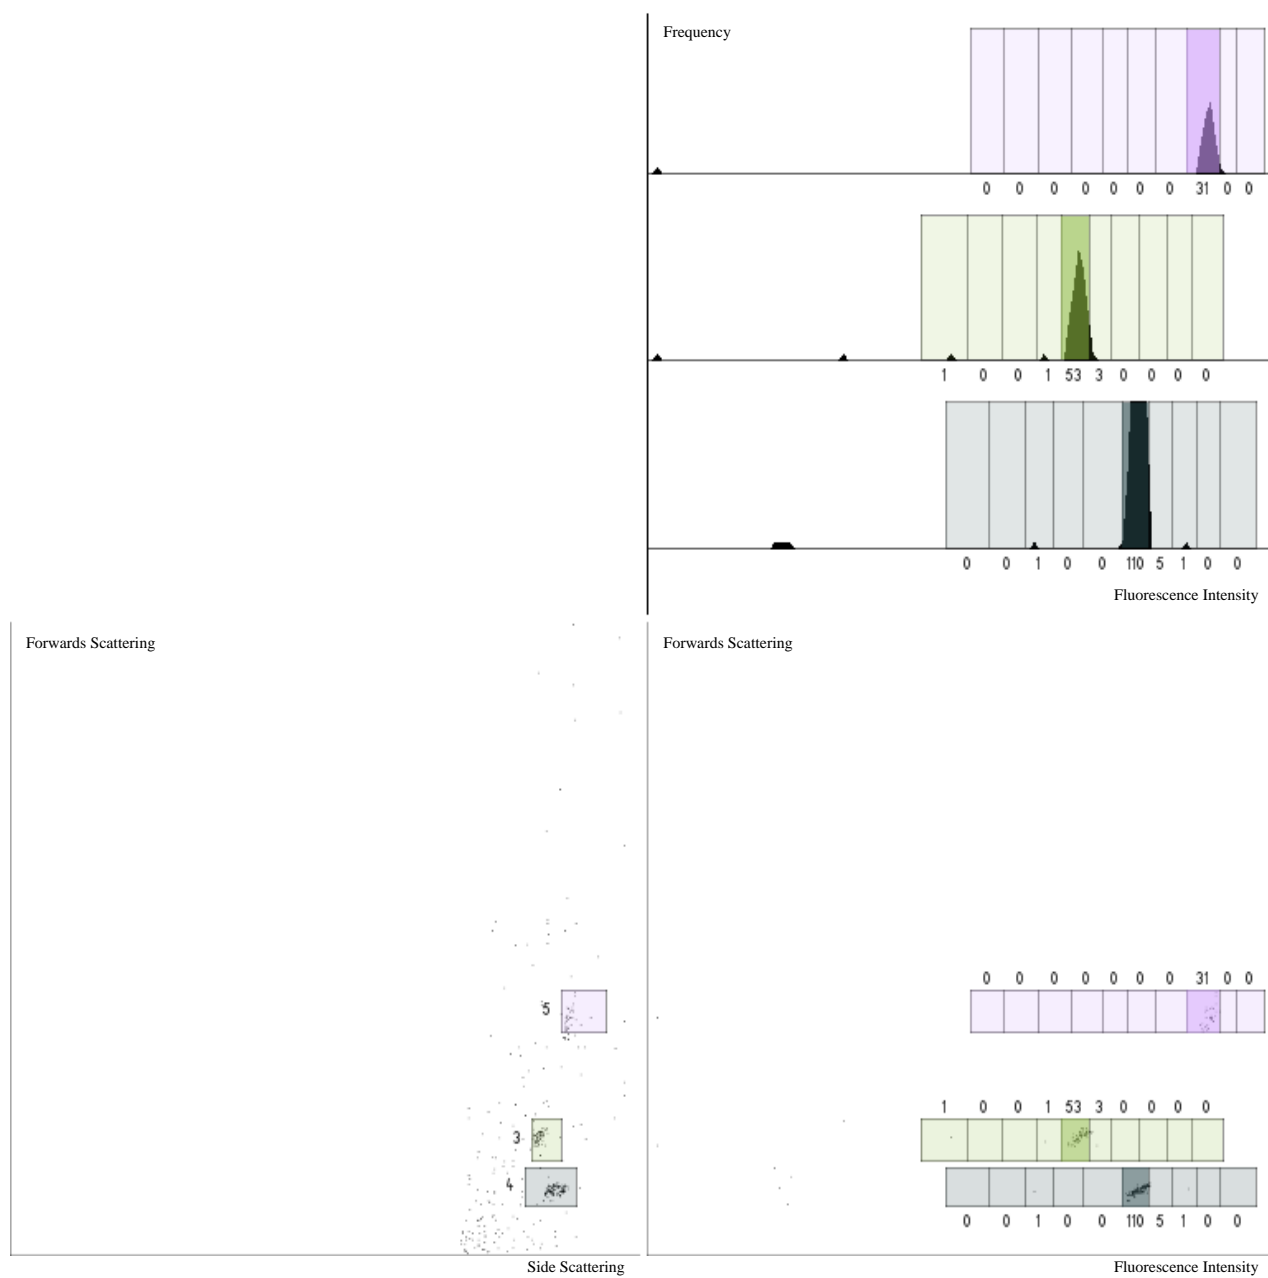 Frequency
0 0 0 0 0 0 0 31 0 0
1 0 0 1 53 3 0 0 0 0
0 0 1 0 0 110 5 1 0 0
Fluorescence Intensity
Forwards Scattering
5
3
4
Side Scattering
Forwards Scattering
0 0 0 0 0 0 0 31 0 0
1 0 0 1 53 3 0 0 0 0
0 0 1 0 0 110 5 1 0 0
Fluorescence Intensity